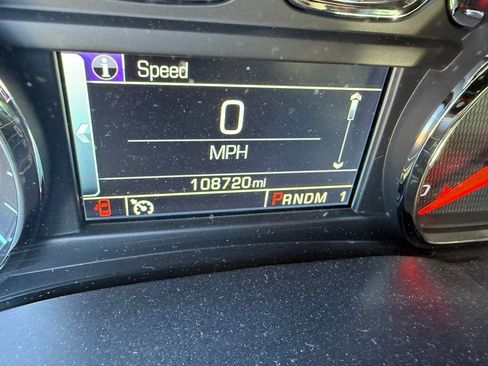 i Speed
0
MPH
108720mi
PRNDM 1